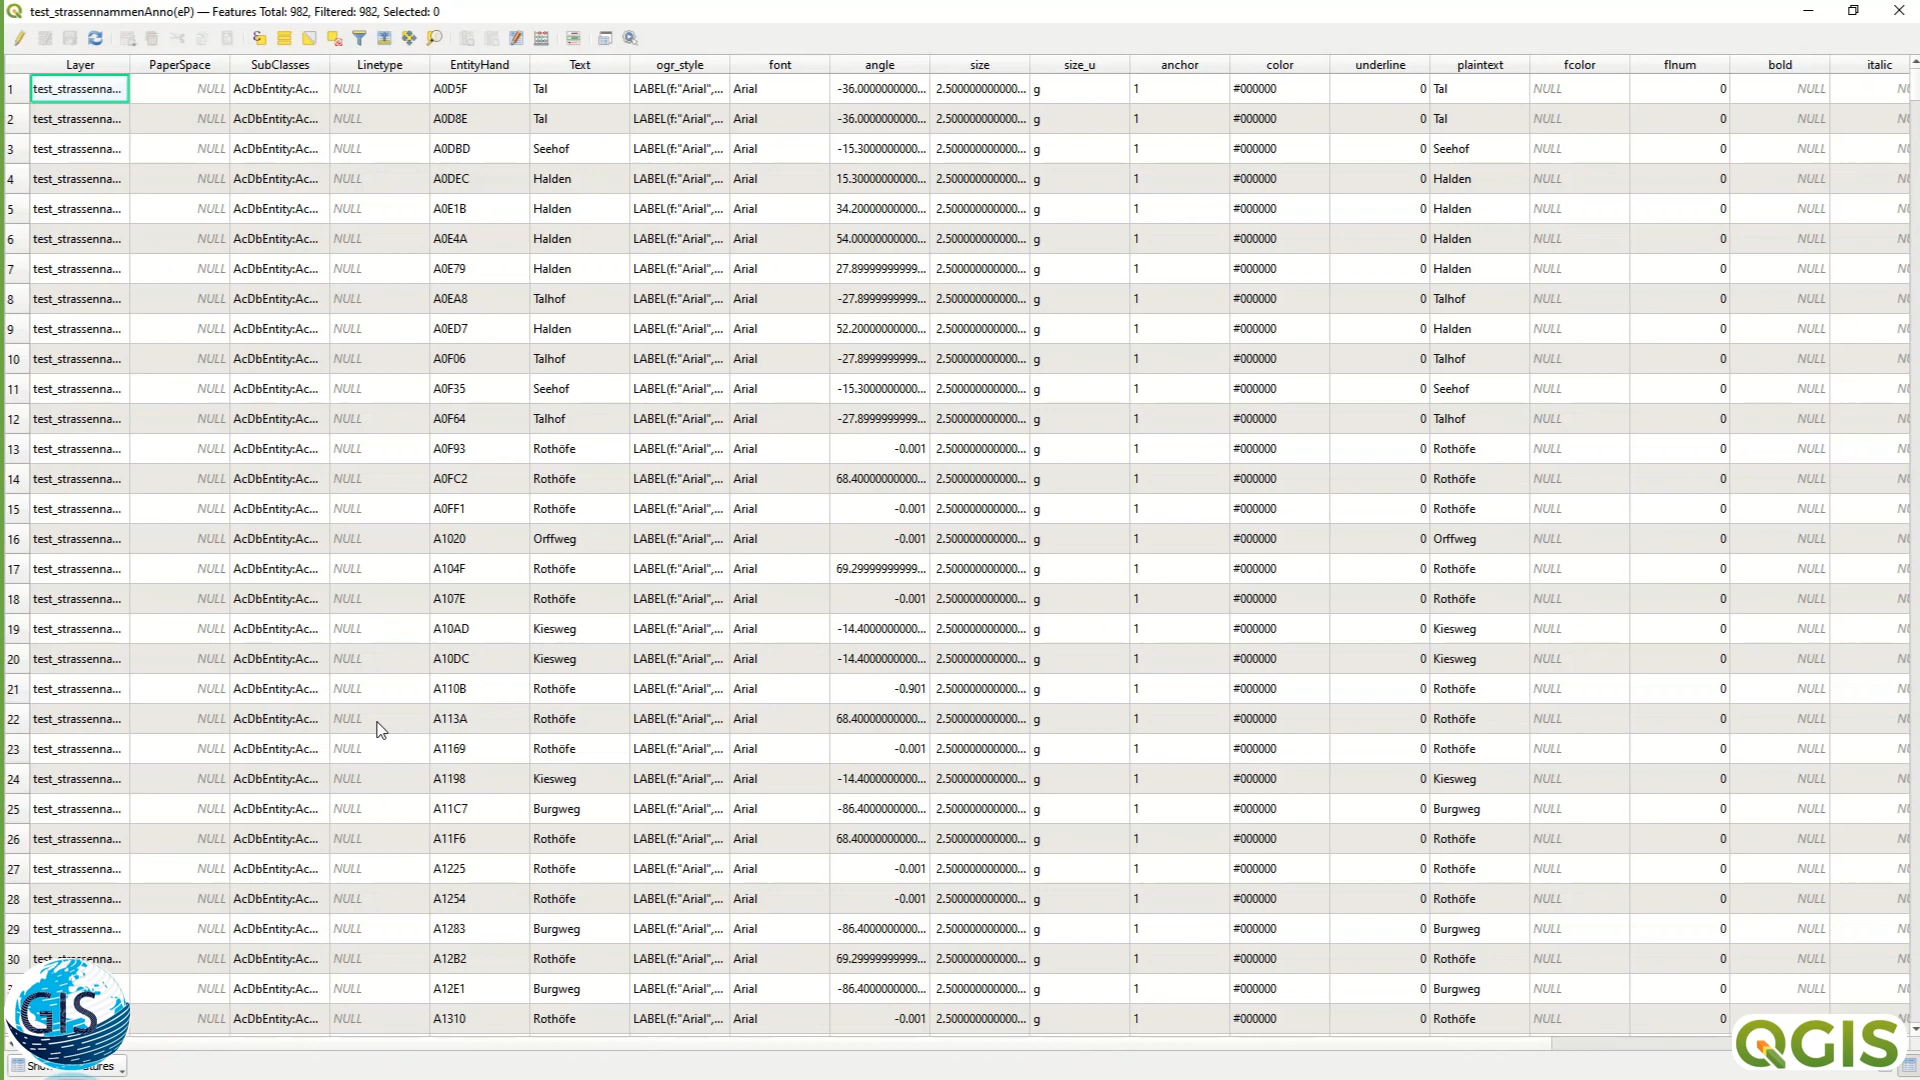 test_strassennammenAnno(eP) — Features Total: 982, Filtered: 982, Selected: 0
Layer PaperSpace SubClasses Linetype EntityHand Text ogr_style font angle size size_u anchor color underline plaintext fcolor flnum bold italic
1 test_strassenna... NULL AcDbEntity:Ac... NULL A0D5F Tal LABEL(f:"Arial",... Arial -36.0000000000... 2.500000000000... g 1 #000000 0 Tal NULL 0 NULL NU
2 test_strassenna... NULL AcDbEntity:Ac... NULL A0D8E Tal LABEL(f:"Arial",... Arial -36.0000000000... 2.500000000000... g 1 #000000 0 Tal NULL 0 NULL NU
3 test_strassenna... NULL AcDbEntity:Ac... NULL A0DBD Seehof LABEL(f:"Arial",... Arial -15.3000000000... 2.500000000000... g 1 #000000 0 Seehof NULL 0 NULL NU
4 test_strassenna... NULL AcDbEntity:Ac... NULL A0DEC Halden LABEL(f:"Arial",... Arial 15.30000000000... 2.500000000000... g 1 #000000 0 Halden NULL 0 NULL NU
5 test_strassenna... NULL AcDbEntity:Ac... NULL A0E1B Halden LABEL(f:"Arial",... Arial 34.20000000000... 2.500000000000... g 1 #000000 0 Halden NULL 0 NULL NU
6 test_strassenna... NULL AcDbEntity:Ac... NULL A0E4A Halden LABEL(f:"Arial",... Arial 54.00000000000... 2.500000000000... g 1 #000000 0 Halden NULL 0 NULL NU
7 test_strassenna... NULL AcDbEntity:Ac... NULL A0E79 Halden LABEL(f:"Arial",... Arial 27.89999999999... 2.500000000000... g 1 #000000 0 Halden NULL 0 NULL NU
8 test_strassenna... NULL AcDbEntity:Ac... NULL A0EA8 Talhof LABEL(f:"Arial",... Arial -27.8999999999... 2.500000000000... g 1 #000000 0 Talhof NULL 0 NULL NU
9 test_strassenna... NULL AcDbEntity:Ac... NULL A0ED7 Halden LABEL(f:"Arial",... Arial 52.20000000000... 2.500000000000... g 1 #000000 0 Halden NULL 0 NULL NU
10 test_strassenna... NULL AcDbEntity:Ac... NULL A0F06 Talhof LABEL(f:"Arial",... Arial -27.8999999999... 2.500000000000... g 1 #000000 0 Talhof NULL 0 NULL NU
11 test_strassenna... NULL AcDbEntity:Ac... NULL A0F35 Seehof LABEL(f:"Arial",... Arial -15.3000000000... 2.500000000000... g 1 #000000 0 Seehof NULL 0 NULL NU
12 test_strassenna... NULL AcDbEntity:Ac... NULL A0F64 Talhof LABEL(f:"Arial",... Arial -27.8999999999... 2.500000000000... g 1 #000000 0 Talhof NULL 0 NULL NU
13 test_strassenna... NULL AcDbEntity:Ac... NULL A0F93 Rothöfe LABEL(f:"Arial",... Arial -0.001 2.500000000000... g 1 #000000 0 Rothöfe NULL 0 NULL NU
14 test_strassenna... NULL AcDbEntity:Ac... NULL A0FC2 Rothöfe LABEL(f:"Arial",... Arial 68.40000000000... 2.500000000000... g 1 #000000 0 Rothöfe NULL 0 NULL NU
15 test_strassenna... NULL AcDbEntity:Ac... NULL A0FF1 Rothöfe LABEL(f:"Arial",... Arial -0.001 2.500000000000... g 1 #000000 0 Rothöfe NULL 0 NULL NU
16 test_strassenna... NULL AcDbEntity:Ac... NULL A1020 Orffweg LABEL(f:"Arial",... Arial -0.001 2.500000000000... g 1 #000000 0 Orffweg NULL 0 NULL NU
17 test_strassenna... NULL AcDbEntity:Ac... NULL A104F Rothöfe LABEL(f:"Arial",... Arial 69.29999999999... 2.500000000000... g 1 #000000 0 Rothöfe NULL 0 NULL NU
18 test_strassenna... NULL AcDbEntity:Ac... NULL A107E Rothöfe LABEL(f:"Arial",... Arial -0.001 2.500000000000... g 1 #000000 0 Rothöfe NULL 0 NULL NU
19 test_strassenna... NULL AcDbEntity:Ac... NULL A10AD Kiesweg LABEL(f:"Arial",... Arial -14.4000000000... 2.500000000000... g 1 #000000 0 Kiesweg NULL 0 NULL NU
20 test_strassenna... NULL AcDbEntity:Ac... NULL A10DC Kiesweg LABEL(f:"Arial",... Arial -14.4000000000... 2.500000000000... g 1 #000000 0 Kiesweg NULL 0 NULL NU
21 test_strassenna... NULL AcDbEntity:Ac... NULL A110B Rothöfe LABEL(f:"Arial",... Arial -0.901 2.500000000000... g 1 #000000 0 Rothöfe NULL 0 NULL NU
22 test_strassenna... NULL AcDbEntity:Ac... NULL A113A Rothöfe LABEL(f:"Arial",... Arial 68.40000000000... 2.500000000000... g 1 #000000 0 Rothöfe NULL 0 NULL NU
23 test_strassenna... NULL AcDbEntity:Ac... NULL A1169 Rothöfe LABEL(f:"Arial",... Arial -0.001 2.500000000000... g 1 #000000 0 Rothöfe NULL 0 NULL NU
24 test_strassenna... NULL AcDbEntity:Ac... NULL A1198 Kiesweg LABEL(f:"Arial",... Arial -14.4000000000... 2.500000000000... g 1 #000000 0 Kiesweg NULL 0 NULL NU
25 test_strassenna... NULL AcDbEntity:Ac... NULL A11C7 Burgweg LABEL(f:"Arial",... Arial -86.4000000000... 2.500000000000... g 1 #000000 0 Burgweg NULL 0 NULL NU
26 test_strassenna... NULL AcDbEntity:Ac... NULL A11F6 Rothöfe LABEL(f:"Arial",... Arial 68.40000000000... 2.500000000000... g 1 #000000 0 Rothöfe NULL 0 NULL NU
27 test_strassenna... NULL AcDbEntity:Ac... NULL A1225 Rothöfe LABEL(f:"Arial",... Arial -0.001 2.500000000000... g 1 #000000 0 Rothöfe NULL 0 NULL NU
28 test_strassenna... NULL AcDbEntity:Ac... NULL A1254 Rothöfe LABEL(f:"Arial",... Arial -0.001 2.500000000000... g 1 #000000 0 Rothöfe NULL 0 NULL NU
29 test_strassenna... NULL AcDbEntity:Ac... NULL A1283 Burgweg LABEL(f:"Arial",... Arial -86.4000000000... 2.500000000000... g 1 #000000 0 Burgweg NULL 0 NULL NU
30 test_strassenna... NULL AcDbEntity:Ac... NULL A12B2 Rothöfe LABEL(f:"Arial",... Arial 69.29999999999... 2.500000000000... g 1 #000000 0 Rothöfe NULL 0 NULL NU
NULL AcDbEntity:Ac... NULL A12E1 Burgweg LABEL(f:"Arial",... Arial -86.4000000000... 2.500000000000... g 1 #000000 0 Burgweg NULL 0 NULL NU
NULL AcDbEntity:Ac... NULL A1310 Rothöfe LABEL(f:"Arial",... Arial -0.001 2.500000000000... g 1 #000000 0 Rothöfe NULL 0 NULL NU
GIS
QGIS